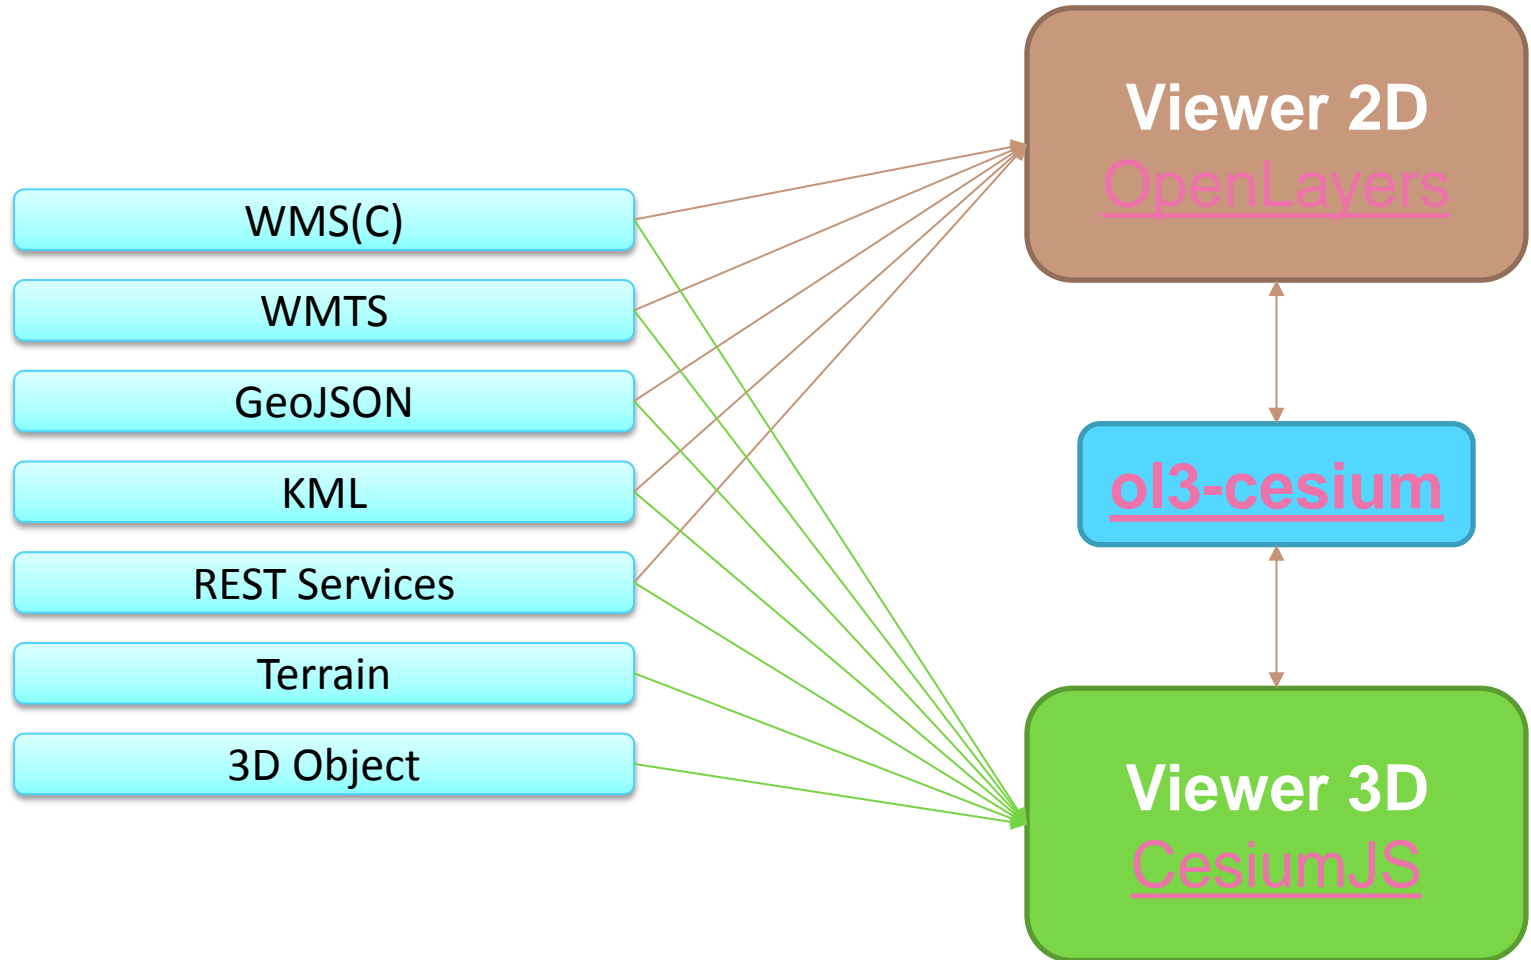 Viewer 2D
OpenLayers
WMS(C)
WMTS
GeoJSON
KML
REST Services
Terrain
3D Object
ol3-cesium
Viewer 3D
CesiumJS